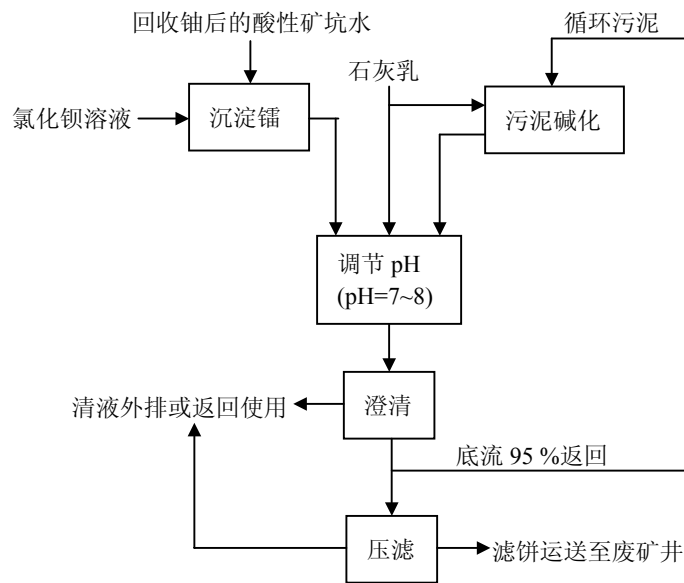 回收铀后的酸性矿坑水
循环污泥
石灰乳
氯化钡溶液
沉淀镭
污泥碱化
调节 pH
(pH=7~8)
清液外排或返回使用
澄清
底流 95 %返回
压滤
滤饼运送至废矿井